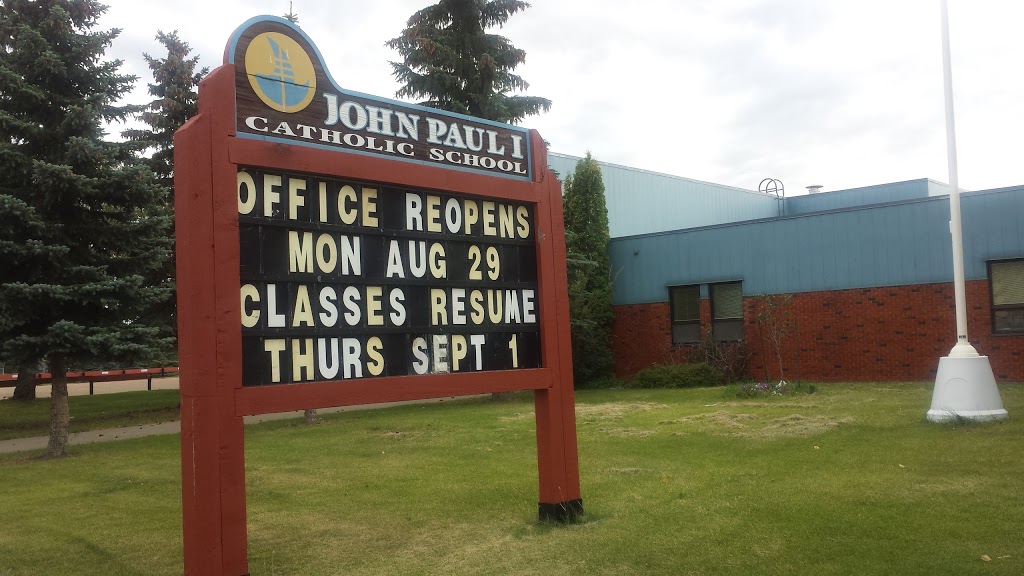 JOHN PAUL I
CATHOLIC SCHOOL
OFFICE REOPENS
MON AUG 29
CLASSES RESUME
THURS SEPT 1